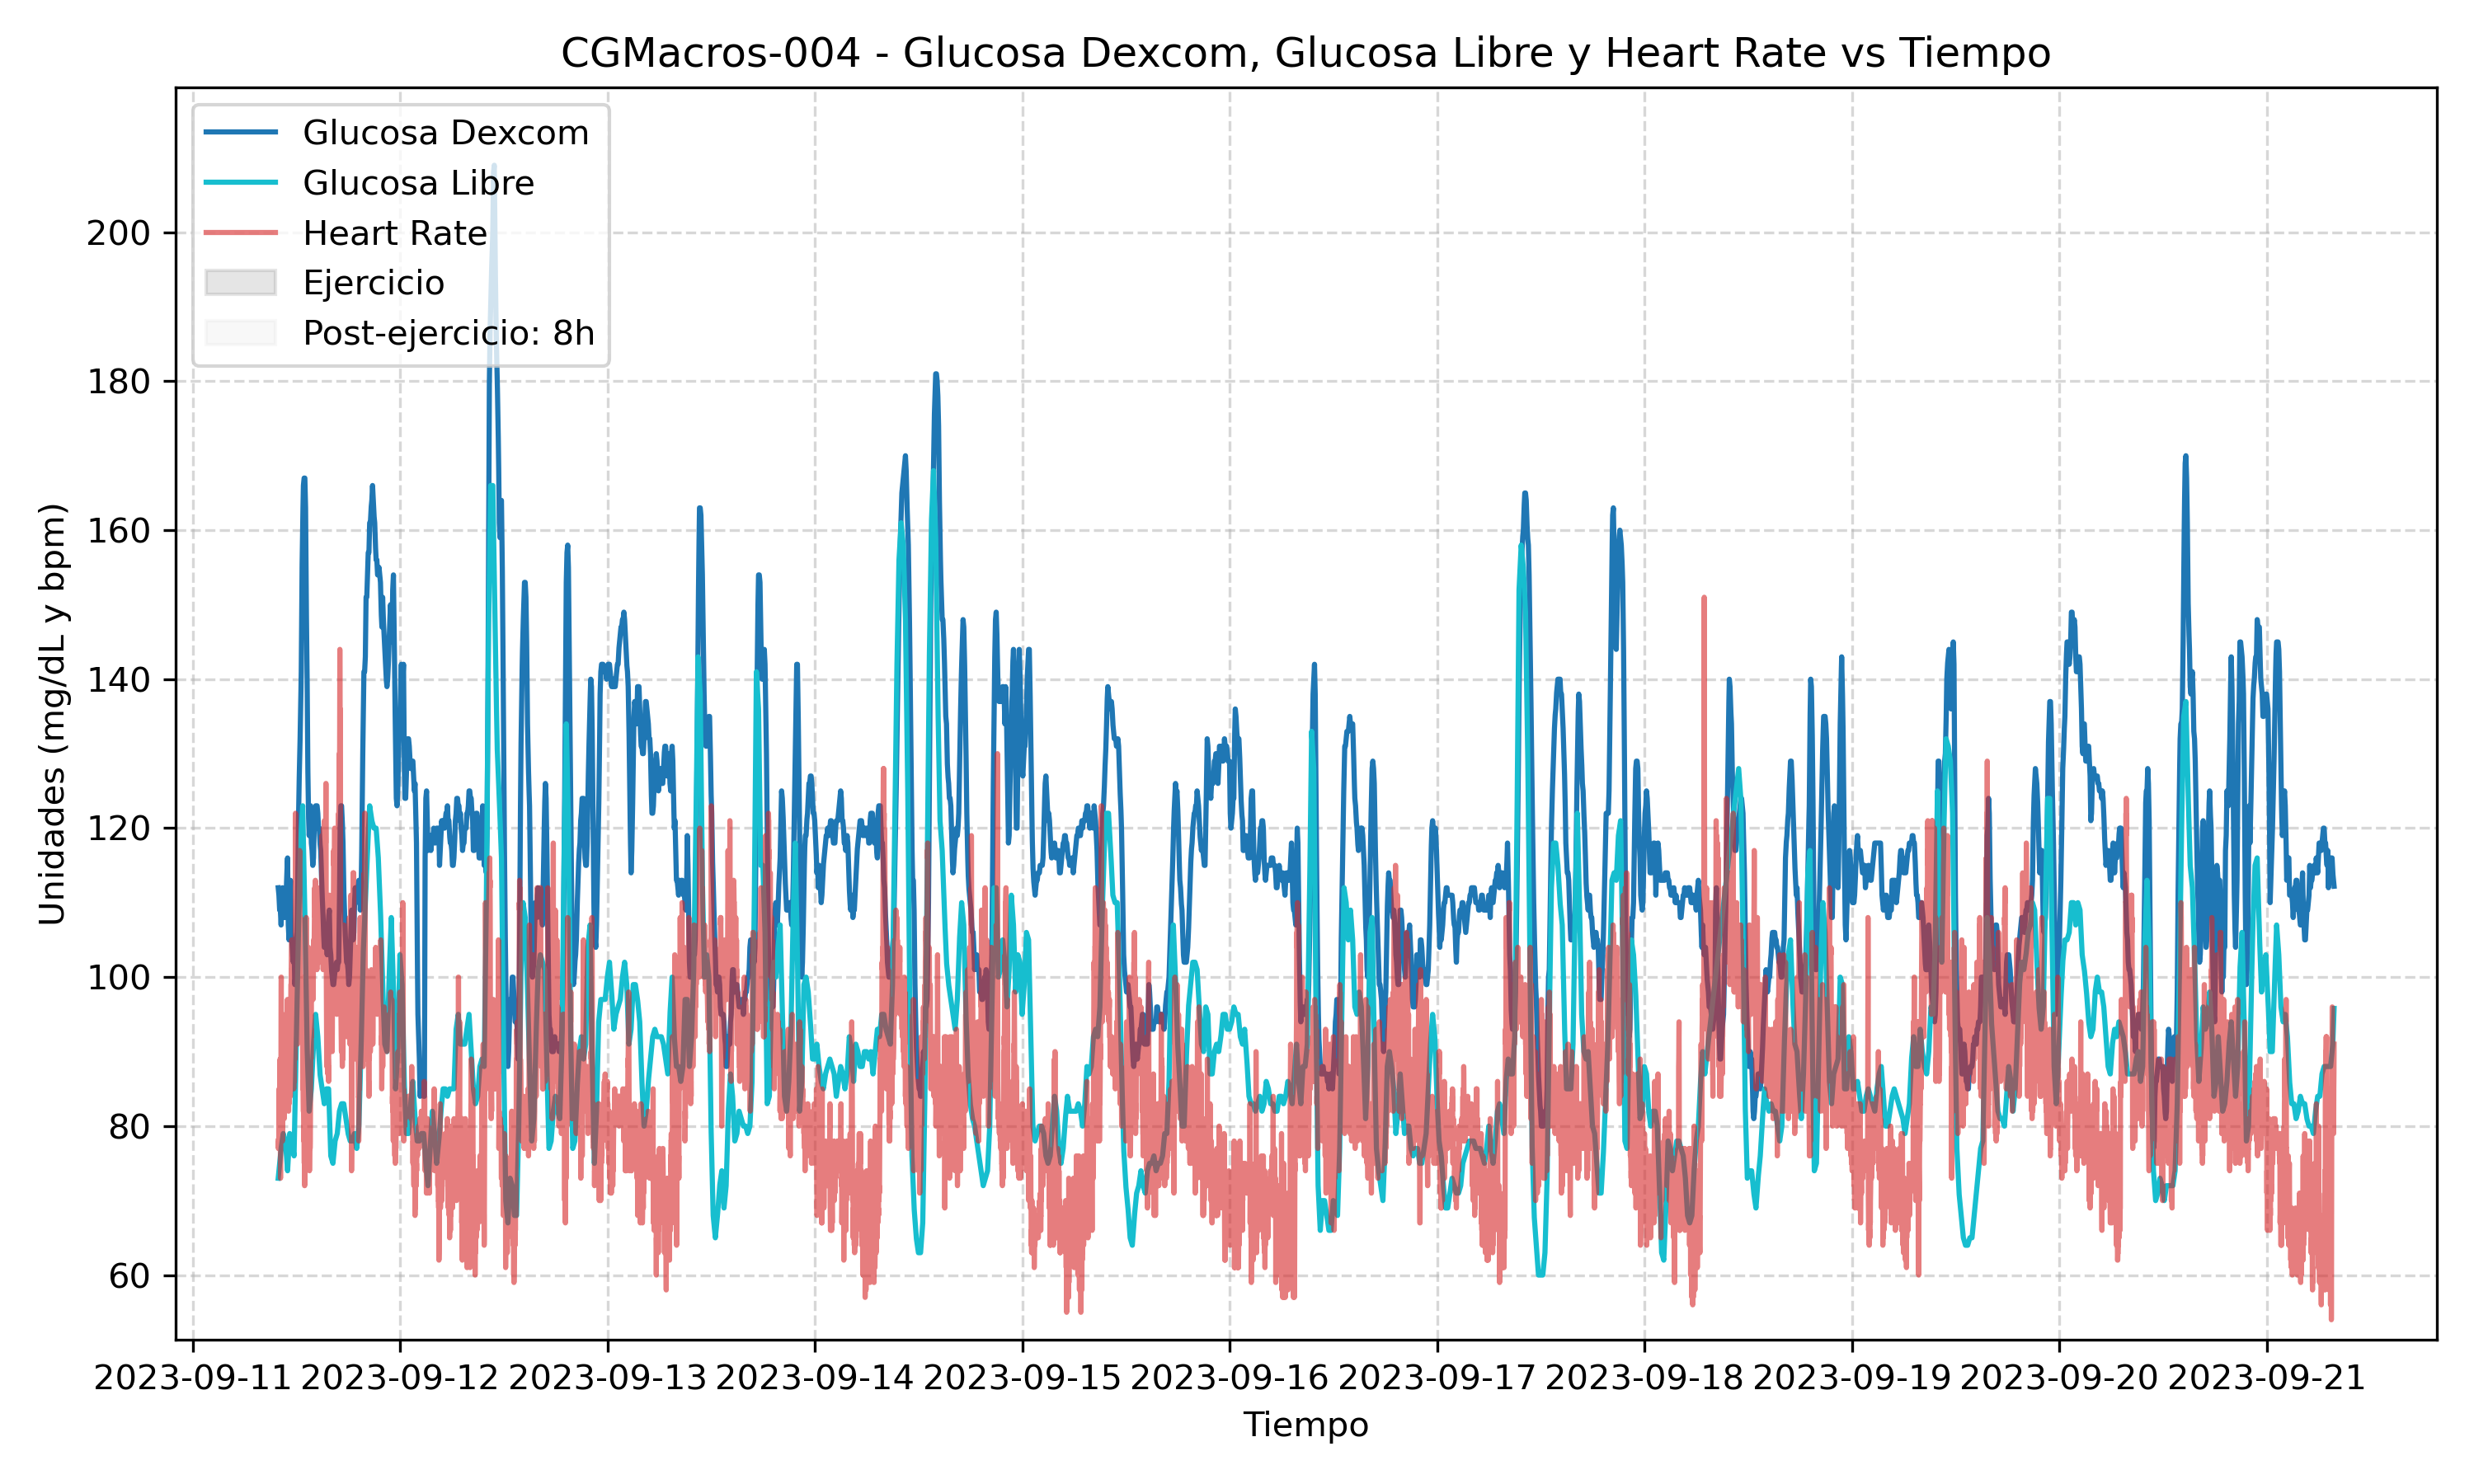 CGMacros-004 - Glucosa Dexcom, Glucosa Libre y Heart Rate vs Tiempo
Glucosa Dexcom
Glucosa Libre
Heart Rate
Ejercicio
Post-ejercicio: 8h
Unidades (mg/dL y bpm)
200
180
160
140
120
100
80
60
2023-09-11 2023-09-12 2023-09-13 2023-09-14 2023-09-15 2023-09-16 2023-09-17 2023-09-18 2023-09-19 2023-09-20 2023-09-21
Tiempo